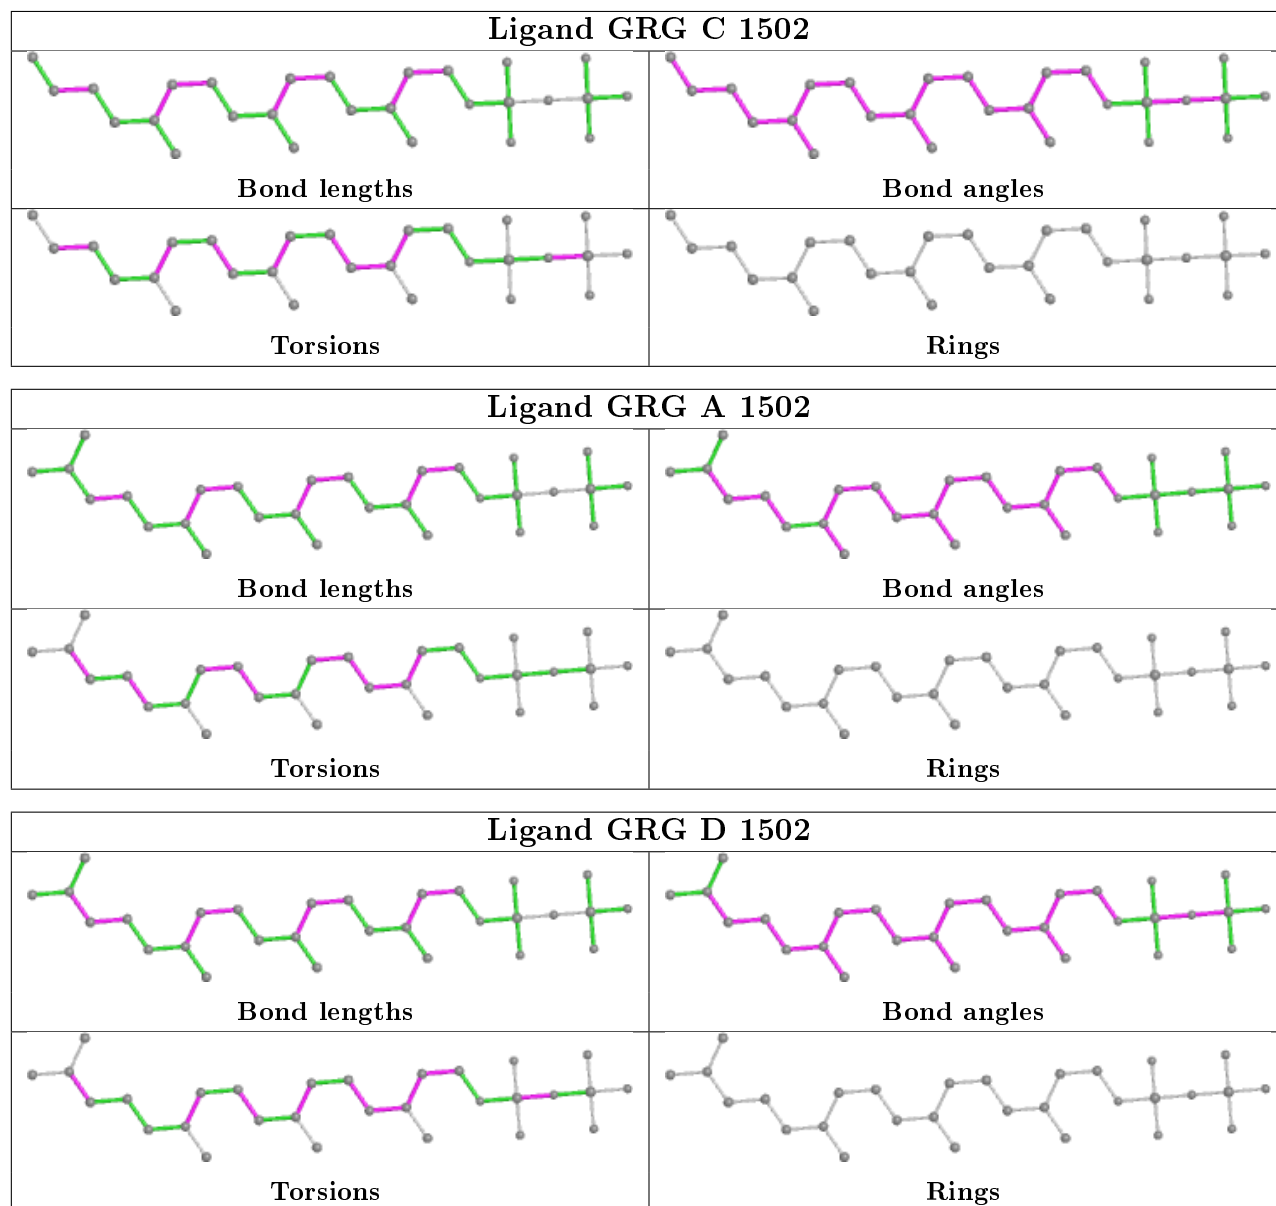 Ligand GRG C 1502
Bond lengths
Bond angles
Torsions
Rings
Ligand GRG A 1502
Bond lengths
Bond angles
Torsions
Rings
Ligand GRG D 1502
Bond lengths
Bond angles
Torsions
Rings